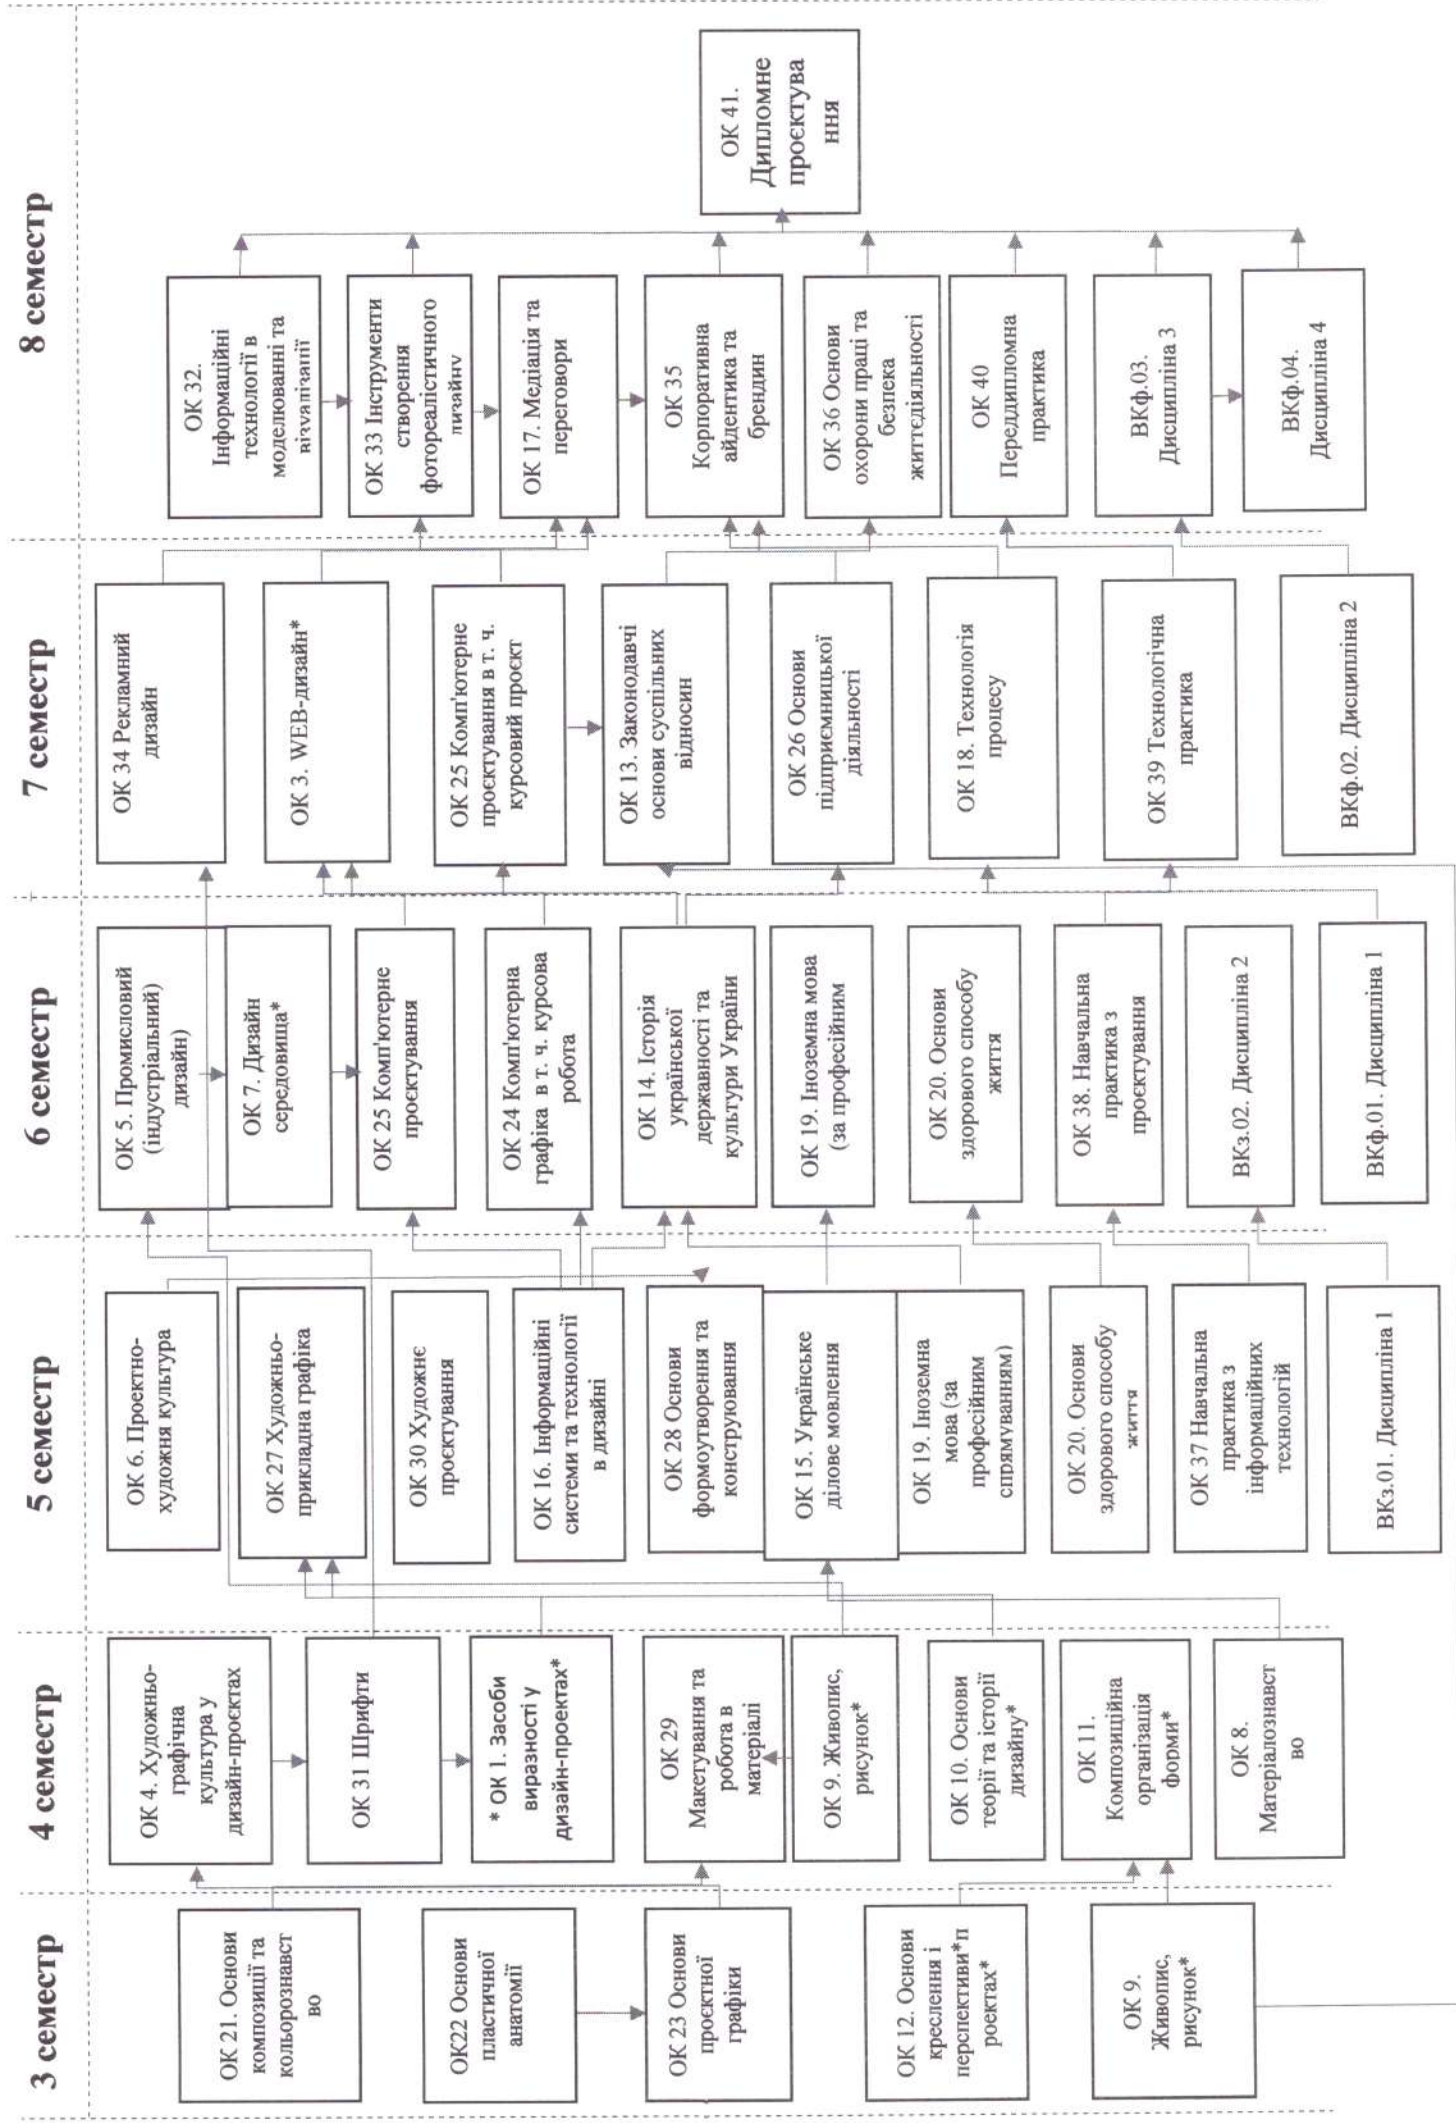 3 семестр
4 семестр
5 семестр
6 семестр
7 семестр
8 семестр
ОК 21. Основи
композиції та
кольорознавст
во
ОК22 Основи
пластичної
анатомії
ОК 23 Основи
проєктної
графіки
ОК 12. Основи
креслення і
перспективи*п
роектах*
ОК 9.
Живопис,
рисунок*
ОК 4. Художньо-
графічна
культура у
дизайн-проєктах
ОК 31 Шрифти
* ОК 1. Засоби
виразності у
дизайн-проектах*
ОК 29
Макетування та
робота в
матеріалі
ОК 9. Живопис,
рисунок*
ОК 10. Основи
теорії та історії
дизайну*
ОК 11.
Композиційна
організація
форми*
ОК 8.
Матеріалознавст
во
ОК 6. Проектно-
художня культура
ОК 27 Художньо-
прикладна графіка
ОК 30 Художнє
проєктування
ОК 16. Інформаційні
системи та технології
в дизайні
ОК 28 Основи
формоутворення та
конструювання
ОК 15. Українське
ділове мовлення
ОК 19. Іноземна
мова (за
професійним
спрямуванням)
ОК 20. Основи
здорового способу
життя
ОК 37 Навчальна
практика з
інформаційних
технологій
ВКз.01. Дисципліна 1
ОК 5. Промисловий
(індустріальний)
дизайн)
ОК 7. Дизайн
середовища*
ОК 25 Комп'ютерне
проєктування
ОК 24 Комп'ютерна
графіка в т. ч. курсова
робота
ОК 14. Історія
української
державності та
культури України
ОК 19. Іноземна мова
(за професійним
ОК 20. Основи
здорового способу
життя
ОК 38. Навчальна
практика з
проєктування
ВКз.02. Дисципліна 2
ВКф.01. Дисципліна 1
ОК 34 Рекламний
дизайн
ОК 3. WEB-дизайн*
ОК 25 Комп'ютерне
проєктування в т. ч.
курсовий проєкт
ОК 13. Законодавчі
основи суспільних
відносин
ОК 26 Основи
підприємницької
діяльності
ОК 18. Технологія
процесу
ОК 39 Технологічна
практика
ВКф.02. Дисципліна 2
ОК 32.
Інформаційні
технології в
моделюванні та
візуалізації
ОК 33 Інструменти
створення
фотореалістичного
дизайну
ОК 17. Медіація та
переговори
ОК 35
Корпоративна
айдентика та
брендин
ОК 36 Основи
охорони праці та
безпека
життєдіяльності
ОК 40
Переддипломна
практика
ВКф.03.
Дисципліна 3
ВКф.04.
Дисципліна 4
ОК 41.
Дипломне
проєктува
ння